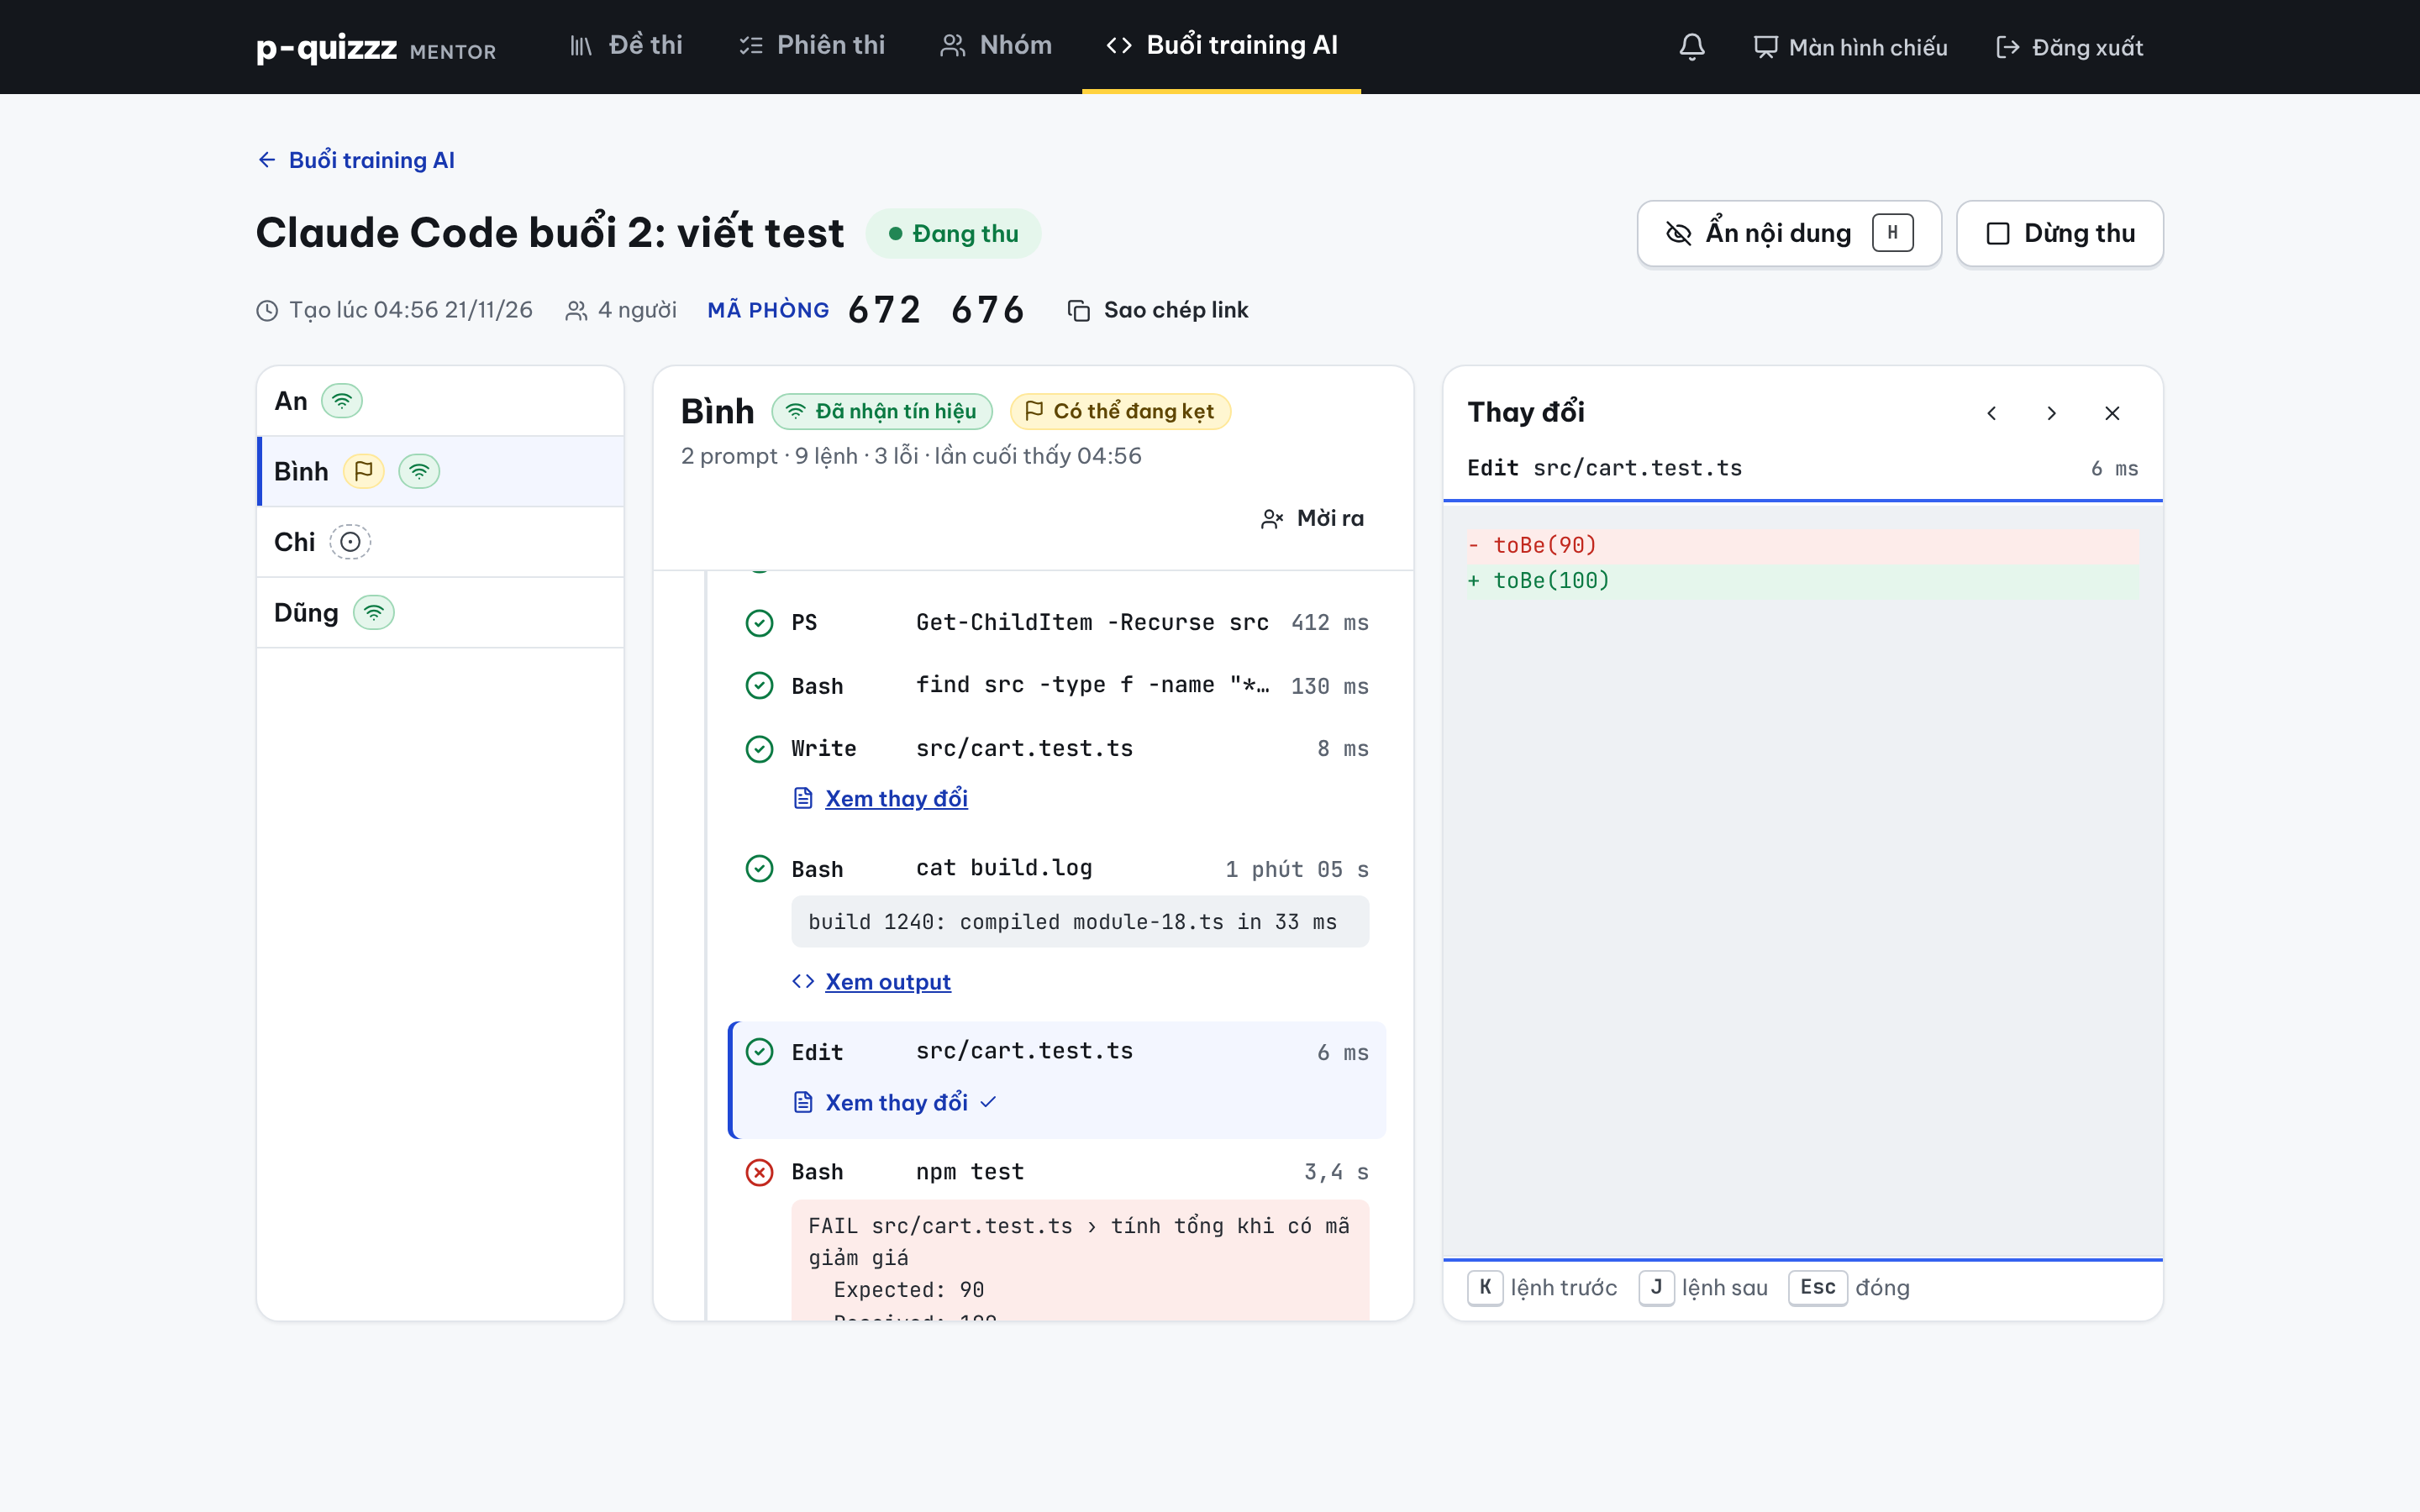 p-quizzz MENTOR
Đề thi
Phiên thi
Nhóm
Buổi training AI
Màn hình chiếu
Đăng xuất
Buổi training AI
Claude Code buổi 2: viết test
Đang thu
Ẩn nội dung H
Dừng thu
Tạo lúc 04:56 21/11/26
4 người
MÃ PHÒNG 672 676
Sao chép link
An
Bình
Chi
Dũng
Bình
Đã nhận tín hiệu
Có thể đang kẹt
2 prompt · 9 lệnh · 3 lỗi · lần cuối thấy 04:56
Mời ra
PS Get-ChildItem -Recurse src 412 ms
Bash find src -type f -name "*… 130 ms
Write src/cart.test.ts 8 ms
Xem thay đổi
Bash cat build.log 1 phút 05 s
build 1240: compiled module-18.ts in 33 ms
Xem output
Edit src/cart.test.ts 6 ms
Xem thay đổi
Bash npm test 3,4 s
FAIL src/cart.test.ts › tính tổng khi có mã
giảm giá
Expected: 90
Thay đổi
Edit src/cart.test.ts 6 ms
- toBe(90)
+ toBe(100)
K lệnh trước J lệnh sau Esc đóng